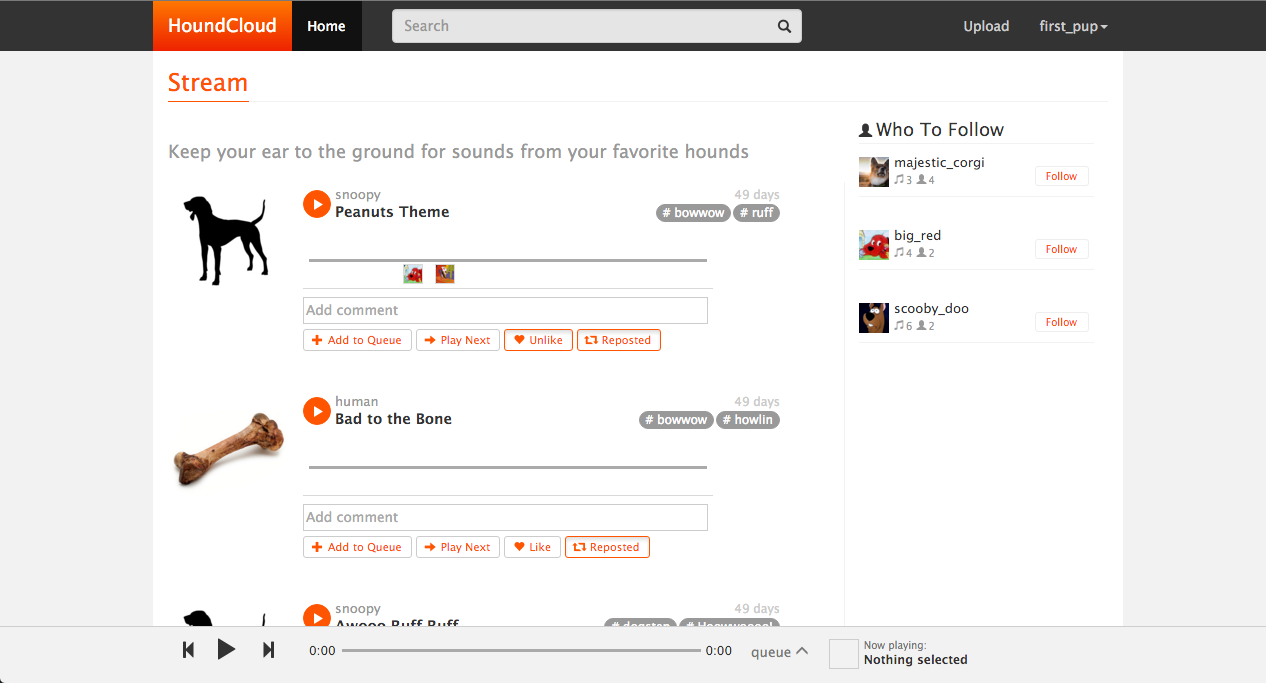 HoundCloud Home Search Upload first_pup
Stream
Keep your ear to the ground for sounds from your favorite hounds
snoopy 49 days
Peanuts Theme # bowwow # ruff
Add comment
Add to Queue Play Next Unlike Reposted
human 49 days
Bad to the Bone # bowwow # howlin
Add comment
Add to Queue Play Next Like Reposted
snoopy 49 days
Awooo Ruff Ruff # dogstep
Who To Follow
majestic_corgi
3 4 Follow
big_red
4 2 Follow
scooby_doo
6 2 Follow
0:00 0:00 queue
Now playing:
Nothing selected